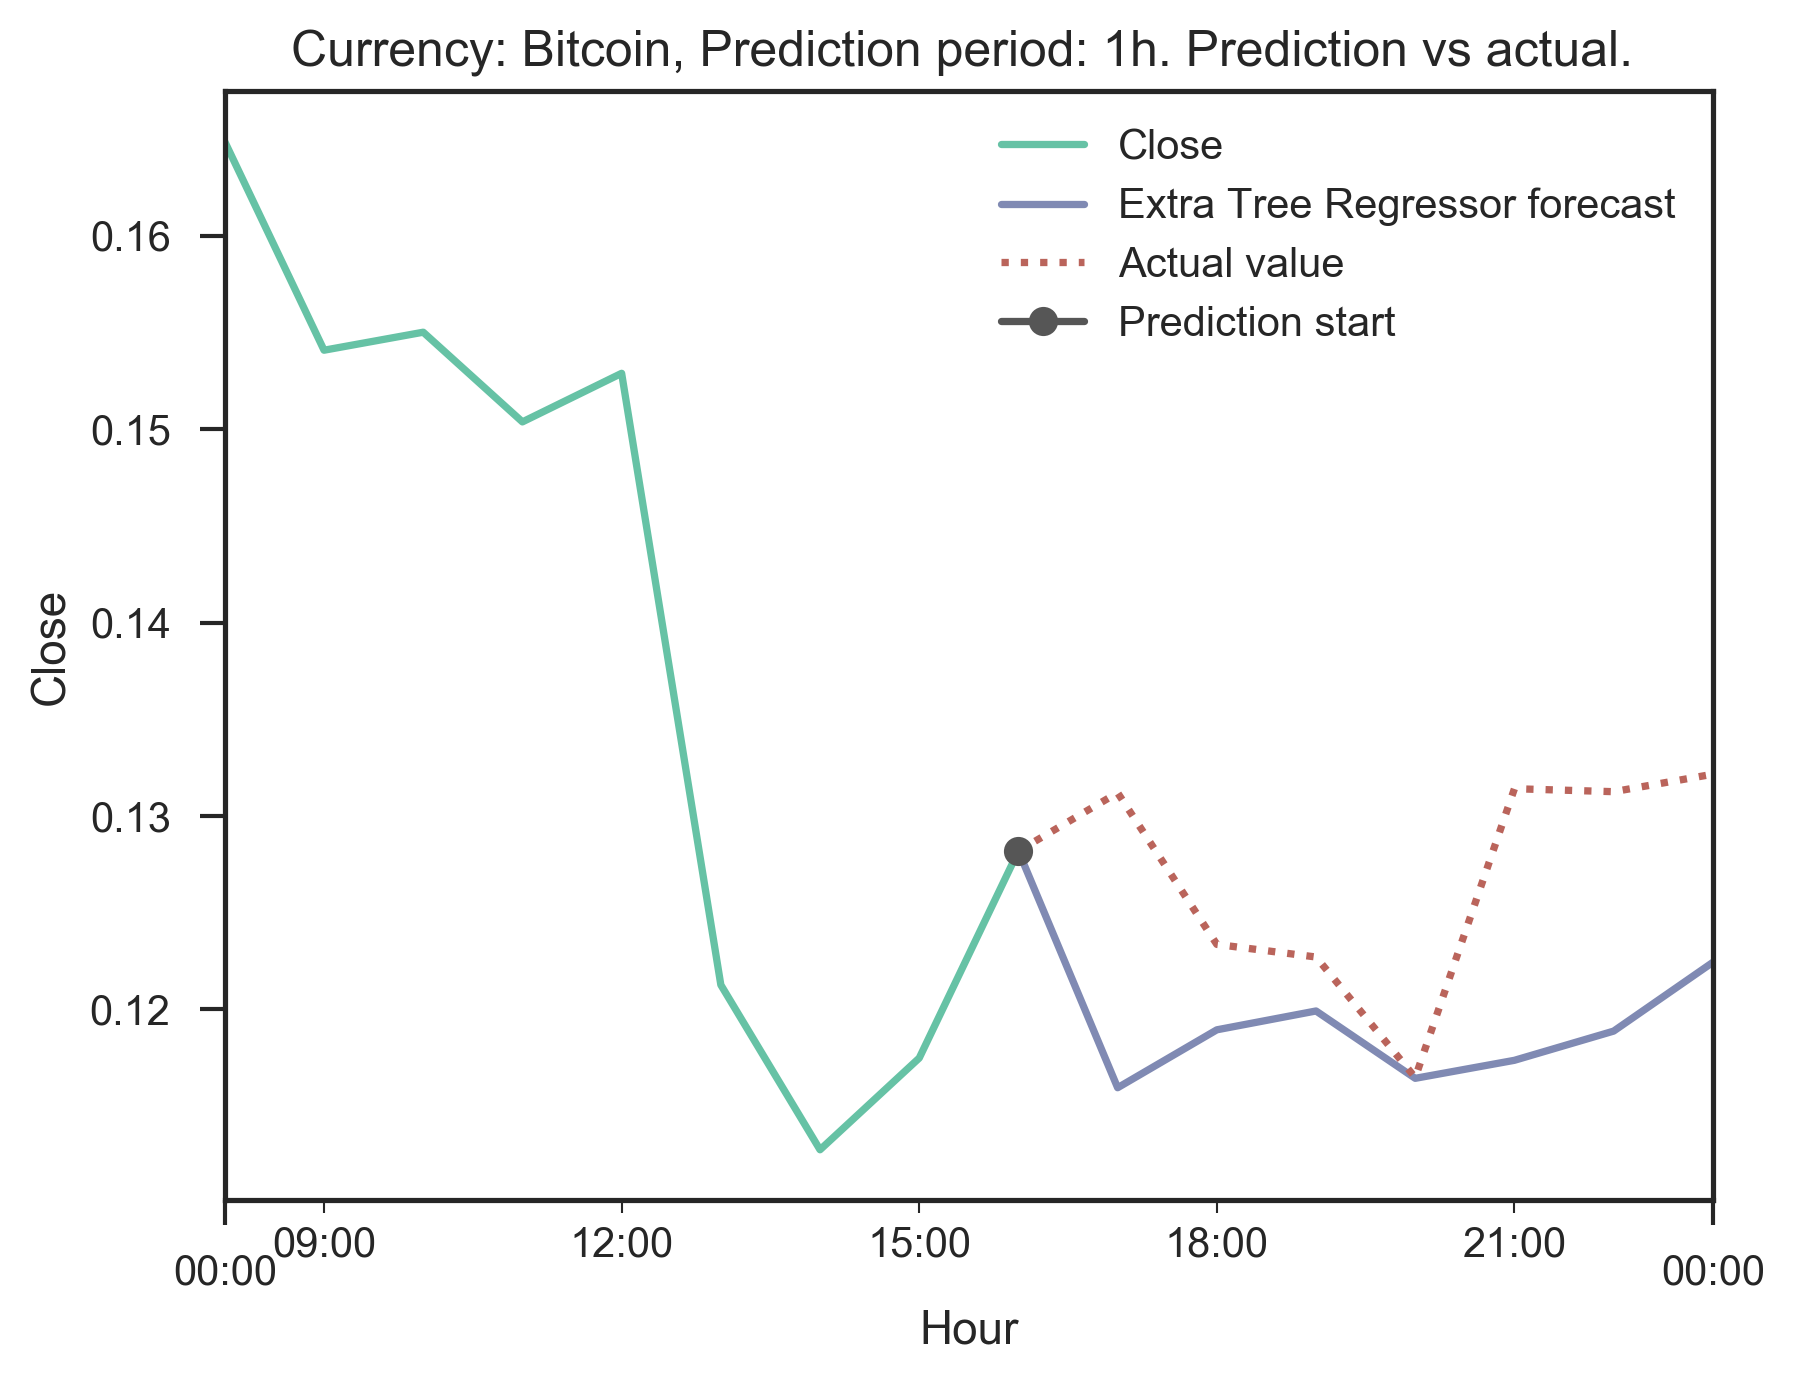 Currency: Bitcoin, Prediction period: 1h. Prediction vs actual.
Close
Extra Tree Regressor forecast
Actual value
Prediction start
0.16
0.15
0.14
0.13
0.12
Close
09:00 12:00 15:00 18:00 21:00
00:00 00:00
Hour